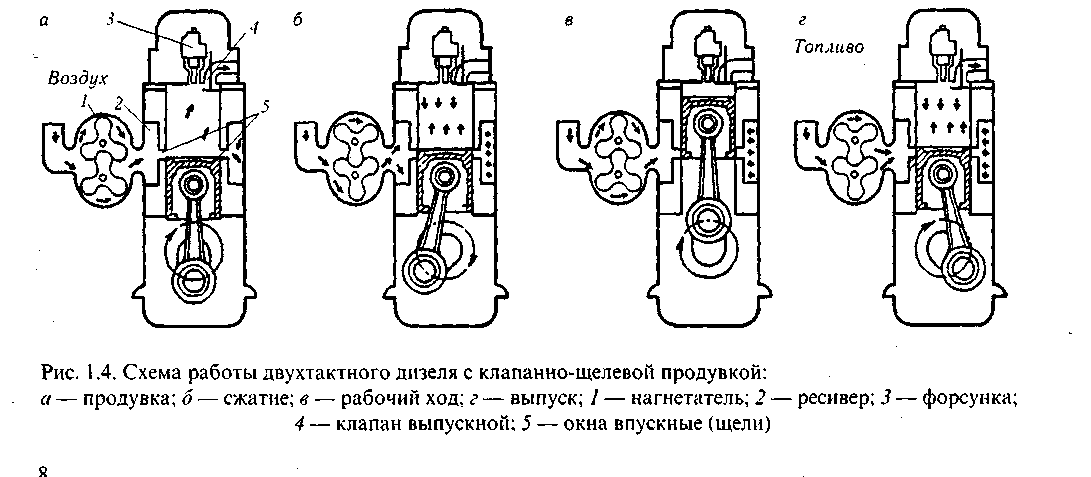 а 3 4 б в г
Топливо
Воздух
1 2 5
Рис. 1.4. Схема работы двухтактного дизеля с клапанно-щелевой продувкой:
а — продувка; б — сжатие; в — рабочий ход; г — выпуск; 1 — нагнетатель; 2 — ресивер; 3 — форсунка;
4 — клапан выпускной; 5 — окна впускные (щели)
8